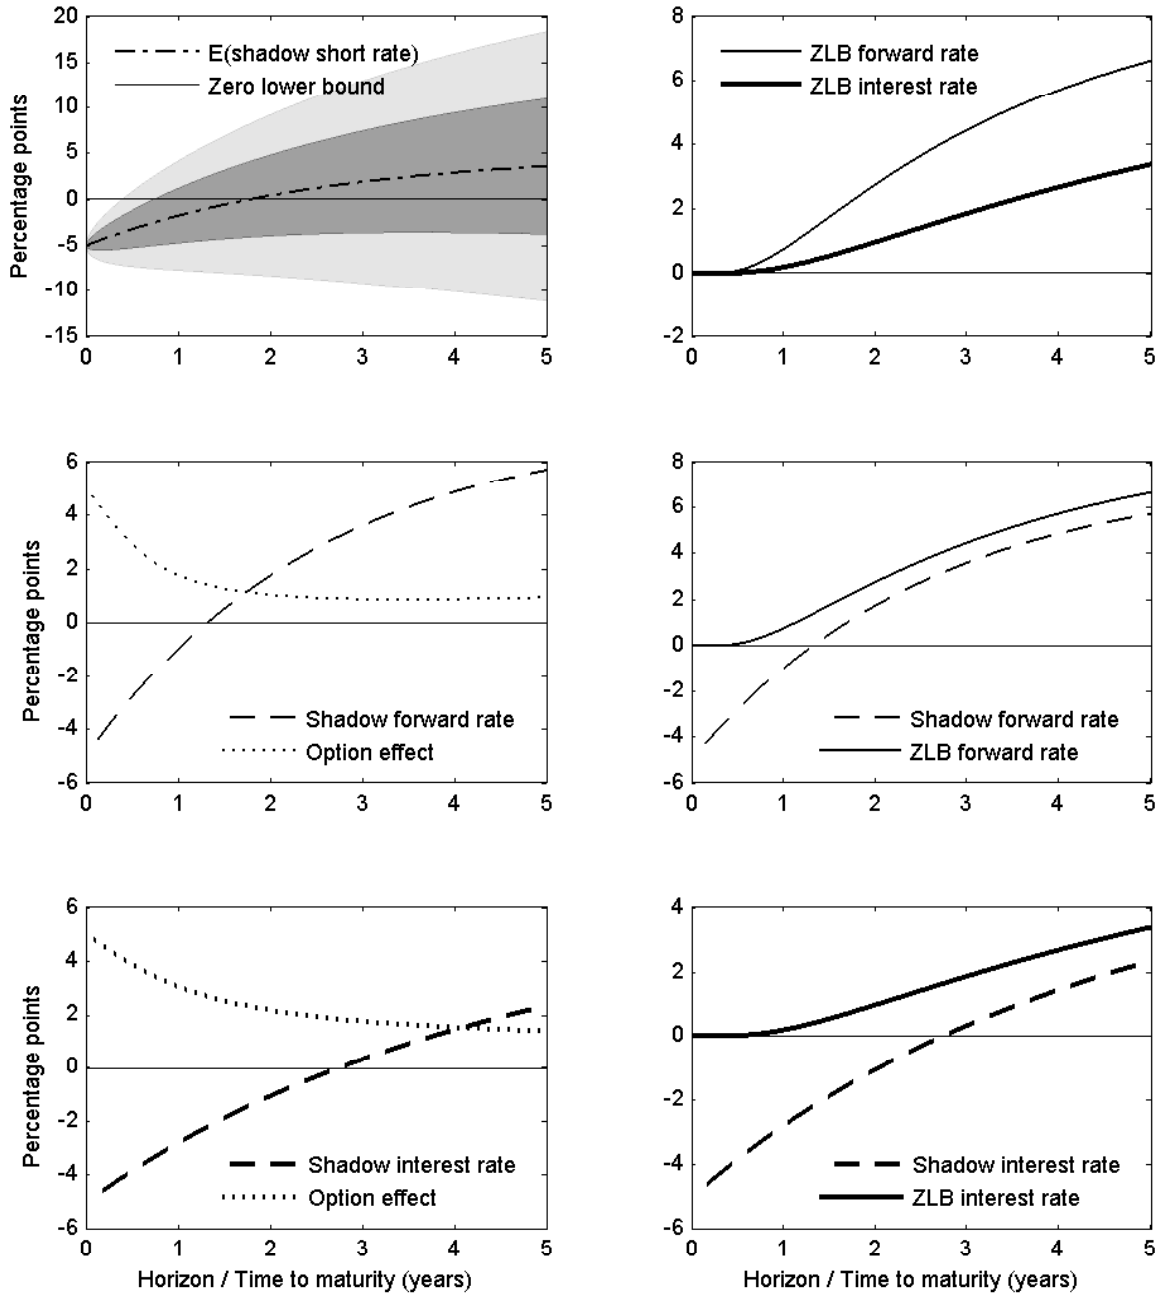 20
15
10
5
0
-5
-10
-15
Percentage points
E(shadow short rate)
Zero lower bound
0 1 2 3 4 5
8
6
4
2
0
-2
ZLB forward rate
ZLB interest rate
0 1 2 3 4 5
6
4
2
0
-2
-4
-6
Percentage points
Shadow forward rate
Option effect
0 1 2 3 4 5
8
6
4
2
0
-2
-4
-6
Shadow forward rate
ZLB forward rate
0 1 2 3 4 5
6
4
2
0
-2
-4
-6
Percentage points
Shadow interest rate
Option effect
0 1 2 3 4 5
Horizon / Time to maturity (years)
4
2
0
-2
-4
-6
Shadow interest rate
ZLB interest rate
0 1 2 3 4 5
Horizon / Time to maturity (years)